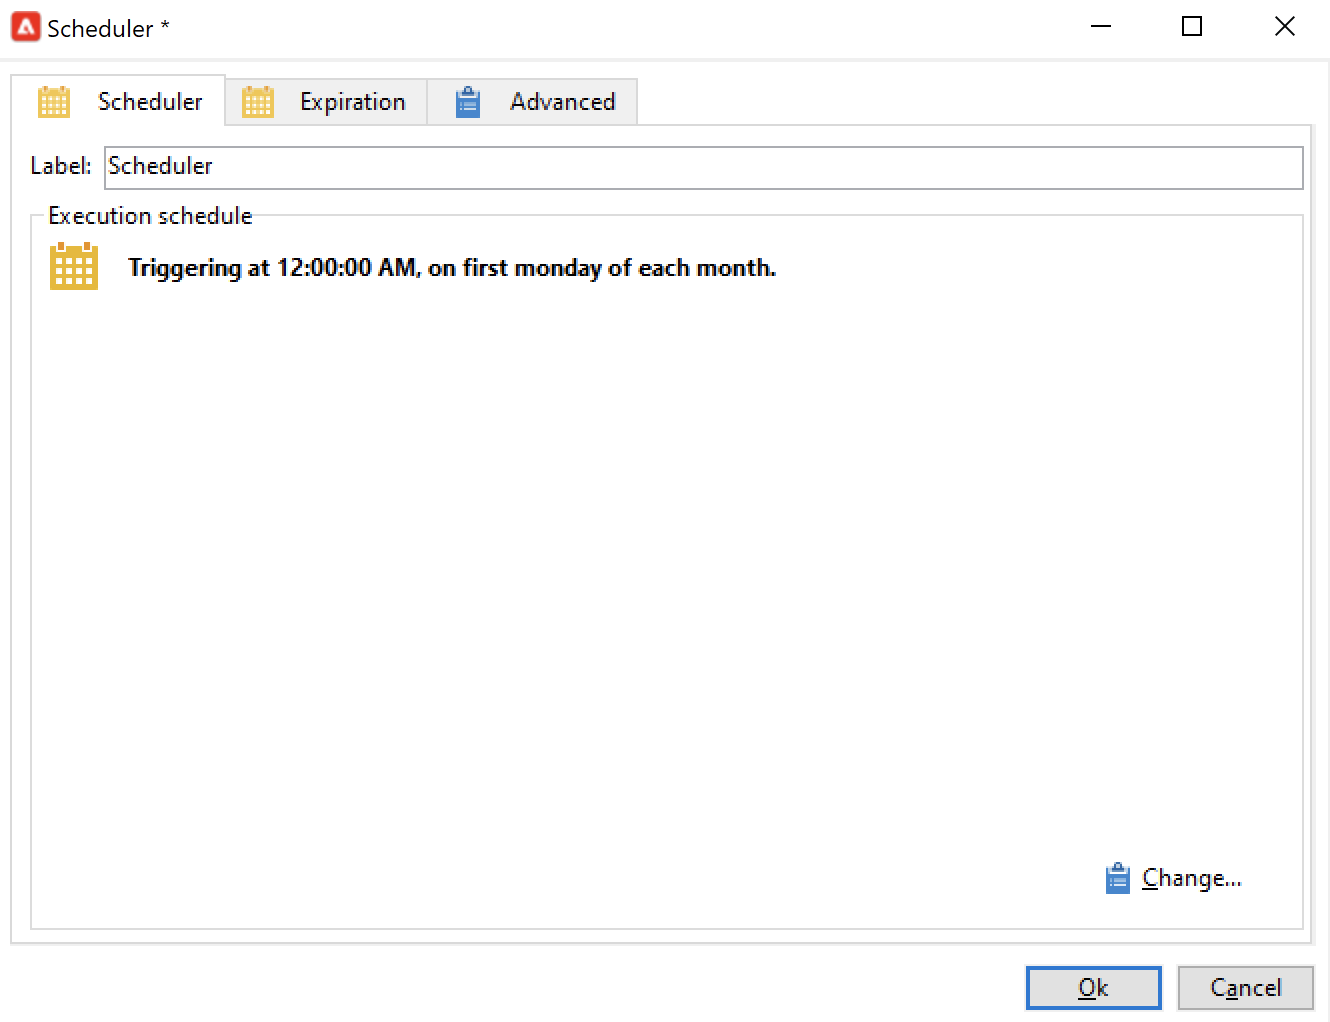 Scheduler *
Scheduler Expiration Advanced
Label: Scheduler
Execution schedule
Triggering at 12:00:00 AM, on first monday of each month.
Change...
Ok Cancel